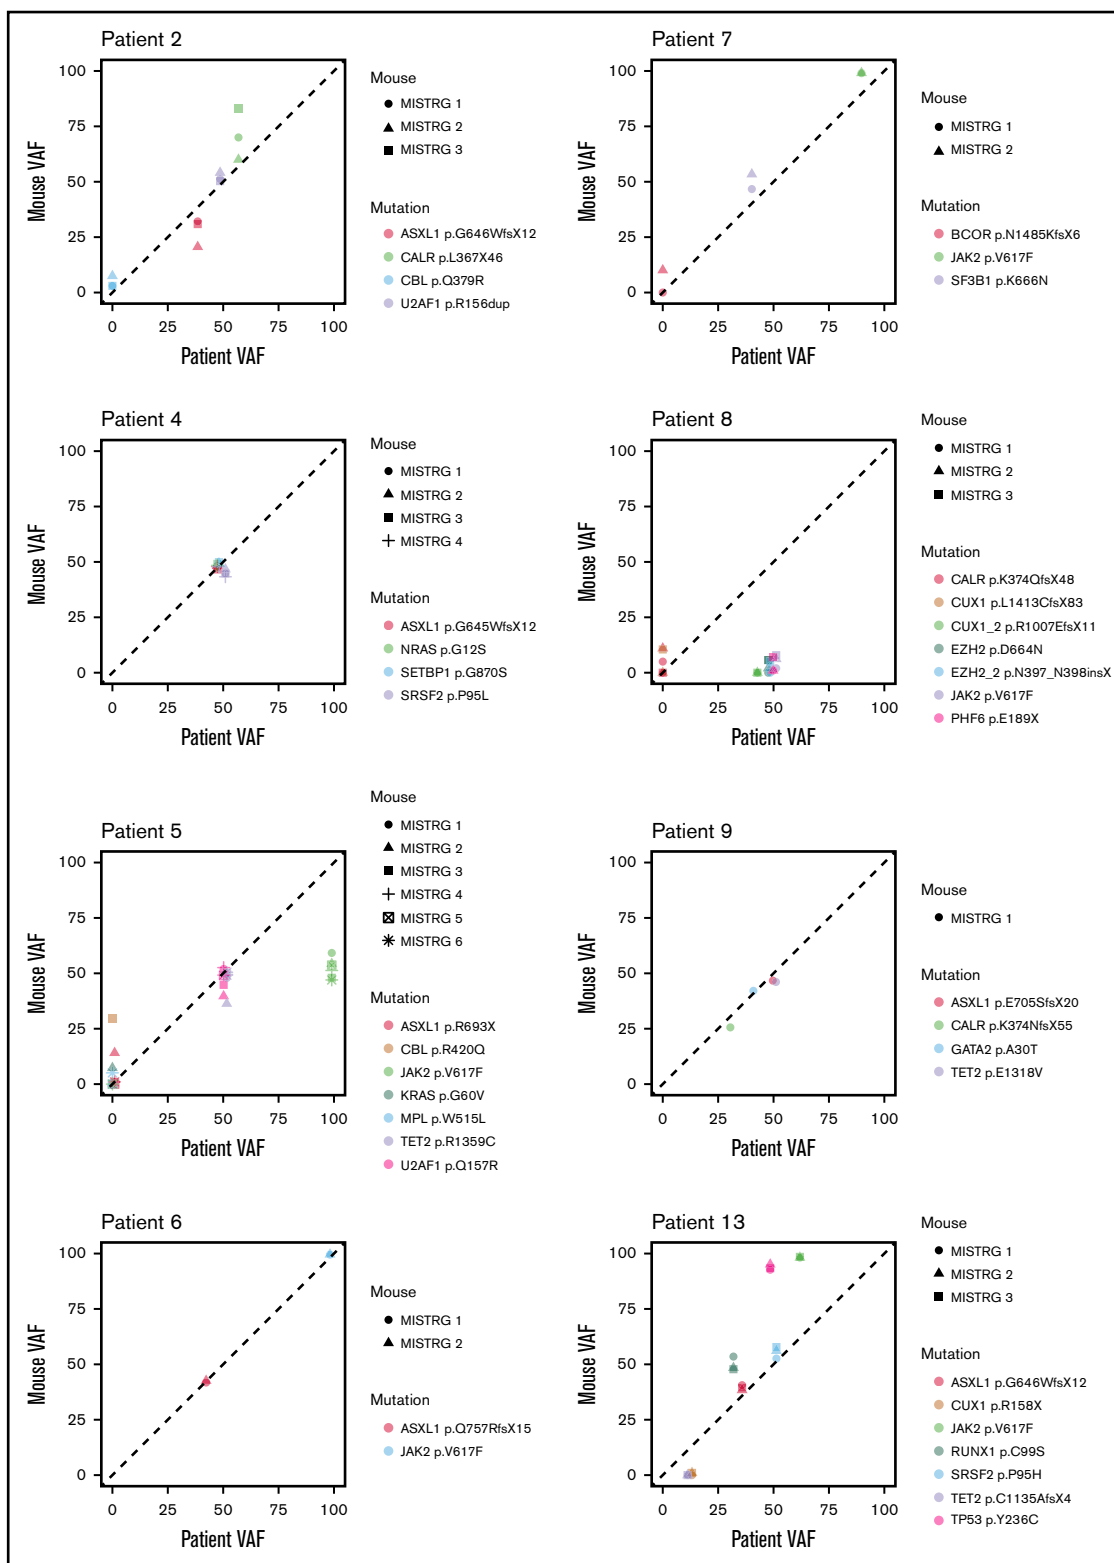 Patient 2
100
75
50
25
0
Mouse VAF
0 25 50 75 100
Patient VAF
Mouse
MISTRG 1
MISTRG 2
MISTRG 3
Mutation
ASXL1 p.G646WfsX12
CALR p.L367X46
CBL p.Q379R
U2AF1 p.R156dup
Patient 7
100
75
50
25
0
Mouse VAF
0 25 50 75 100
Patient VAF
Mouse
MISTRG 1
MISTRG 2
Mutation
BCOR p.N1485KfsX6
JAK2 p.V617F
SF3B1 p.K666N
Patient 4
100
75
50
25
0
Mouse VAF
0 25 50 75 100
Patient VAF
Mouse
MISTRG 1
MISTRG 2
MISTRG 3
MISTRG 4
Mutation
ASXL1 p.G645WfsX12
NRAS p.G12S
SETBP1 p.G870S
SRSF2 p.P95L
Patient 8
100
75
50
25
0
Mouse VAF
0 25 50 75 100
Patient VAF
Mouse
MISTRG 1
MISTRG 2
MISTRG 3
Mutation
CALR p.K374QfsX48
CUX1 p.L1413CfsX83
CUX1_2 p.R1007EfsX11
EZH2 p.D664N
EZH2_2 p.N397_N398insX
JAK2 p.V617F
PHF6 p.E189X
Patient 5
100
75
50
25
0
Mouse VAF
0 25 50 75 100
Patient VAF
Mouse
MISTRG 1
MISTRG 2
MISTRG 3
MISTRG 4
MISTRG 5
MISTRG 6
Mutation
ASXL1 p.R693X
CBL p.R420Q
JAK2 p.V617F
KRAS p.G60V
MPL p.W515L
TET2 p.R1359C
U2AF1 p.Q157R
Patient 9
100
75
50
25
0
Mouse VAF
0 25 50 75 100
Patient VAF
Mouse
MISTRG 1
Mutation
ASXL1 p.E705SfsX20
CALR p.K374NfsX55
GATA2 p.A30T
TET2 p.E1318V
Patient 6
100
75
50
25
0
Mouse VAF
0 25 50 75 100
Patient VAF
Mouse
MISTRG 1
MISTRG 2
Mutation
ASXL1 p.Q757RfsX15
JAK2 p.V617F
Patient 13
100
75
50
25
0
Mouse VAF
0 25 50 75 100
Patient VAF
Mouse
MISTRG 1
MISTRG 2
MISTRG 3
Mutation
ASXL1 p.G646WfsX12
CUX1 p.R158X
JAK2 p.V617F
RUNX1 p.C99S
SRSF2 p.P95H
TET2 p.C1135AfsX4
TP53 p.Y236C